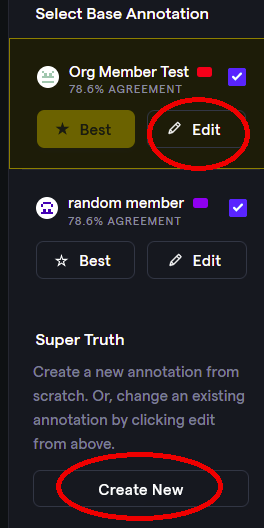 Select Base Annotation
Org Member Test
78.6% AGREEMENT
★ Best
Edit
random member
78.6% AGREEMENT
☆ Best
Edit
Super Truth
Create a new annotation from
scratch. Or, change an existing
annotation by clicking edit
from above.
Create New